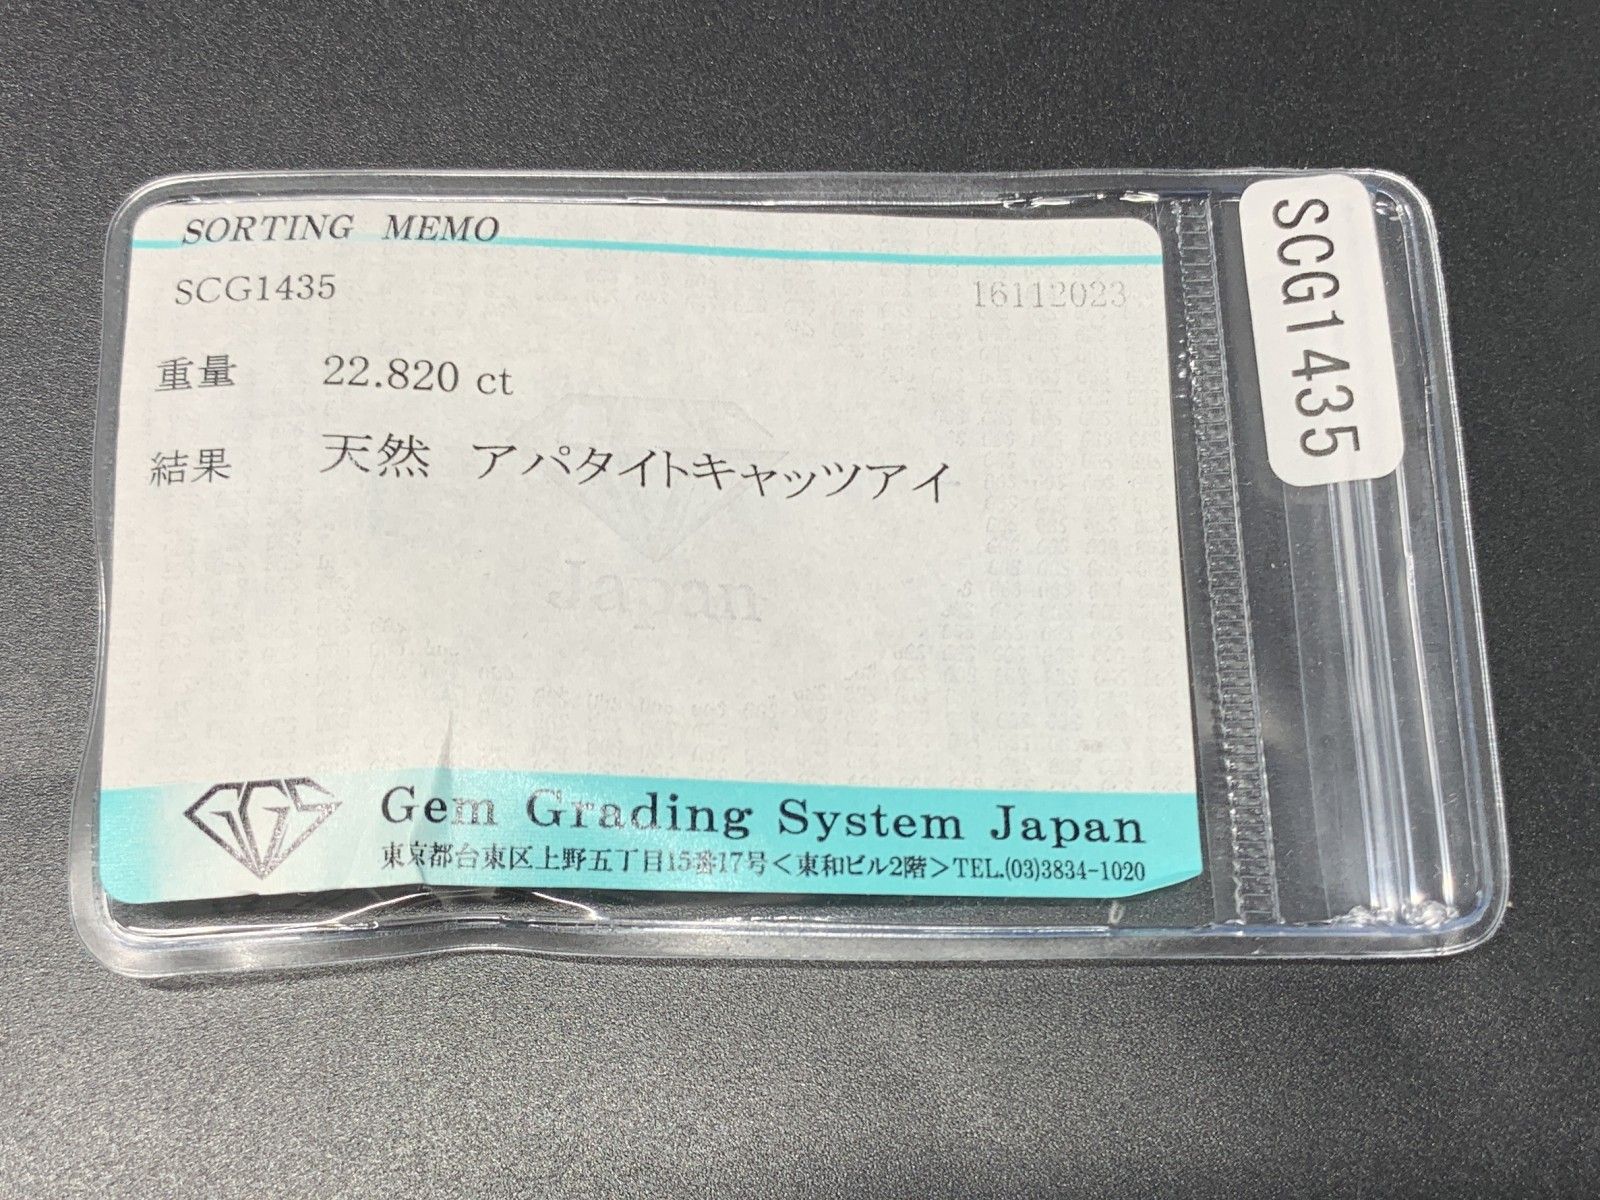 SORTING MEMO
SCG1435
16112023
重量 22.820 ct
結果 天然 アパタイトキャッツアイ
Japan
GGS
Gem Grading System Japan
東京都台東区上野五丁目15番17号<東和ビル2階>TEL.(03)3834-1020
SCG1435